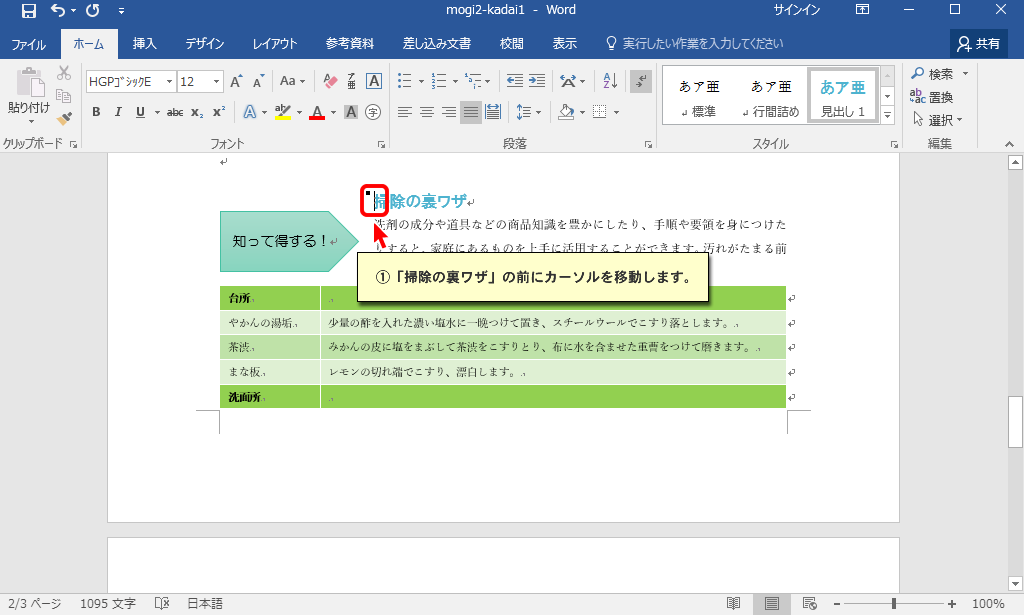 mogi2-kadai1 - Word
サインイン
ファイル
ホーム
挿入
デザイン
レイアウト
参考資料
差し込み文書
校閲
表示
実行したい作業を入力してください
共有
貼り付け
クリップボード
HGPｺﾞｼｯｸE
12
フォント
段落
あア亜
標準
あア亜
行間詰め
あア亜
見出し 1
スタイル
検索
置換
選択
編集
掃除の裏ワザ
洗剤の成分や道具などの商品知識を豊かにしたり、手順や要領を身につけた
りすると、家庭にあるものを上手に活用することができます。汚れがたまる前
知って得する！
①「掃除の裏ワザ」の前にカーソルを移動します。
台所
やかんの湯垢 少量の酢を入れた濃い塩水に一晩つけて置き、スチールウールでこすり落とします。
茶渋 みかんの皮に塩をまぶして茶渋をこすりとり、布に水を含ませた重曹をつけて磨きます。
まな板 レモンの切れ端でこすり、漂白します。
洗面所
2/3 ページ
1095 文字
日本語
100%